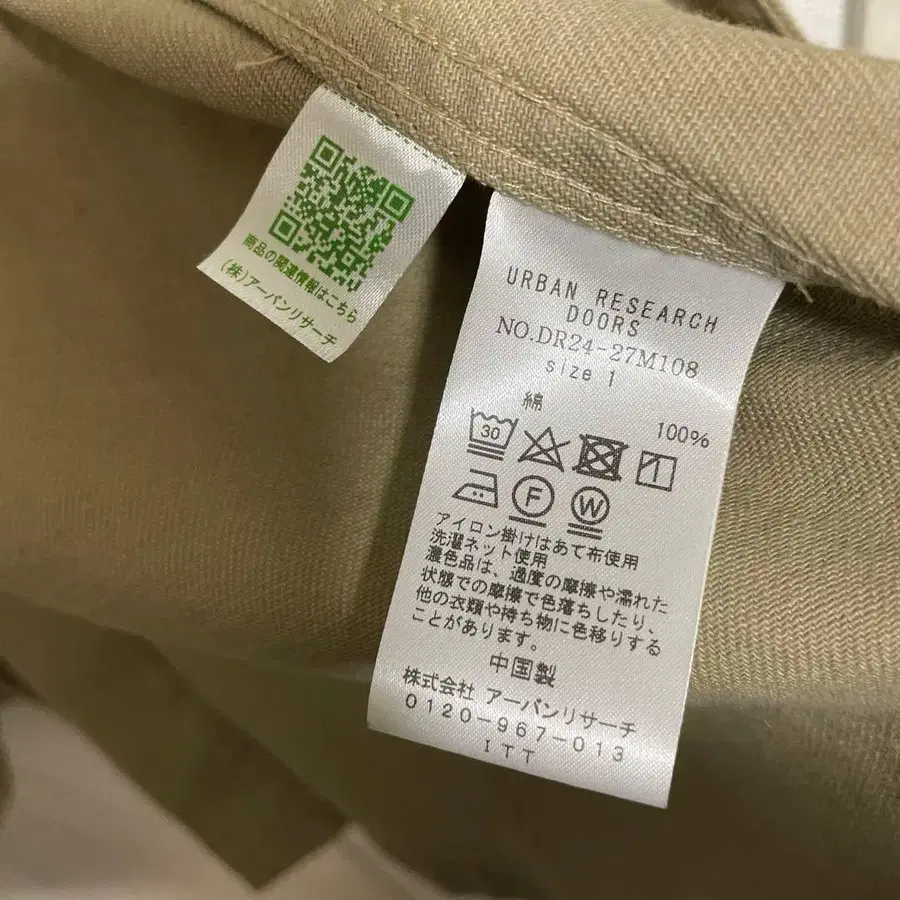 商品の関連情報はこちら
(株)アーバンリサーチ
URBAN RESEARCH
DOORS
NO.DR24-27M108
size 1
綿 100%
30
F W
アイロン掛けはあて布使用
洗濯ネット使用
濃色品は、過度の摩擦や濡れた
状態での摩擦で色落ちしたり、
他の衣類や持ち物に色移りする
ことがあります。
中国製
株式会社 アーバンリサーチ
0120-967-013
ITT